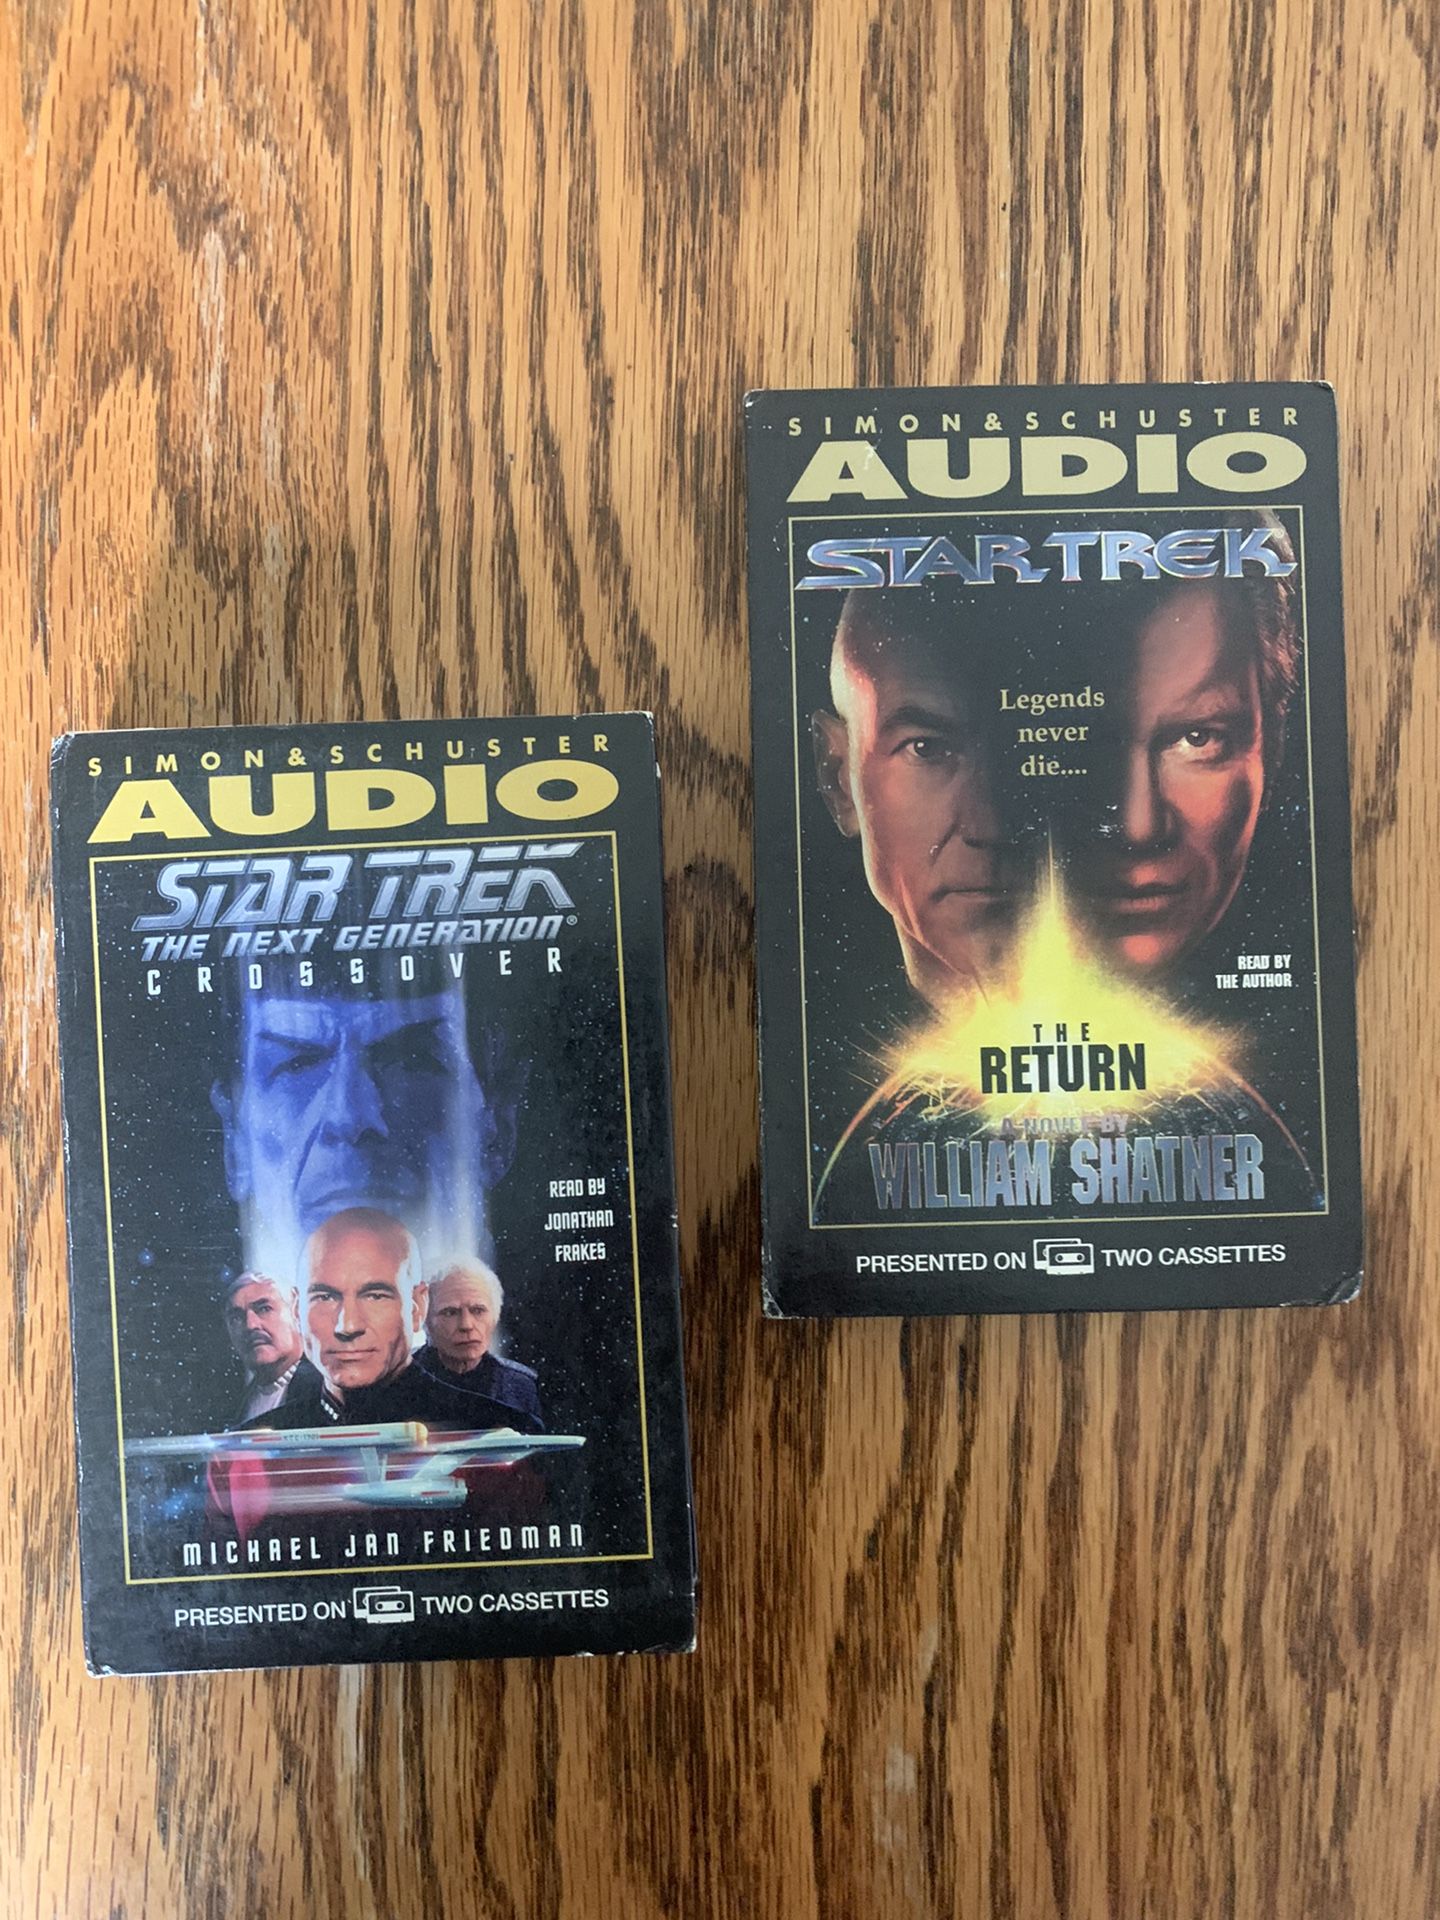 SIMON & SCHUSTER
AUDIO
STAR TREK
THE NEXT GENERATION®
CROSSOVER
READ BY
JONATHAN
FRAKES
MICHAEL JAN FRIEDMAN
PRESENTED ON TWO CASSETTES
SIMON & SCHUSTER
AUDIO
STAR TREK
Legends
never
die....
READ BY
THE AUTHOR
THE
RETURN
A NOVEL BY
WILLIAM SHATNER
PRESENTED ON TWO CASSETTES